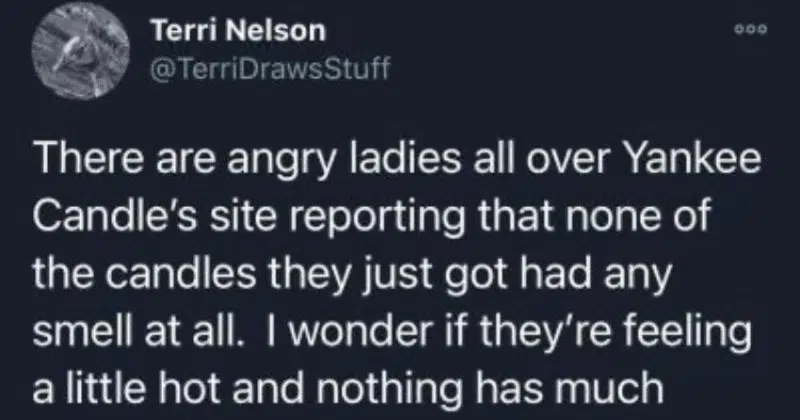 Terri Nelson
@TerriDrawsStuff
There are angry ladies all over Yankee
Candle's site reporting that none of
the candles they just got had any
smell at all.  I wonder if they're feeling
a little hot and nothing has much